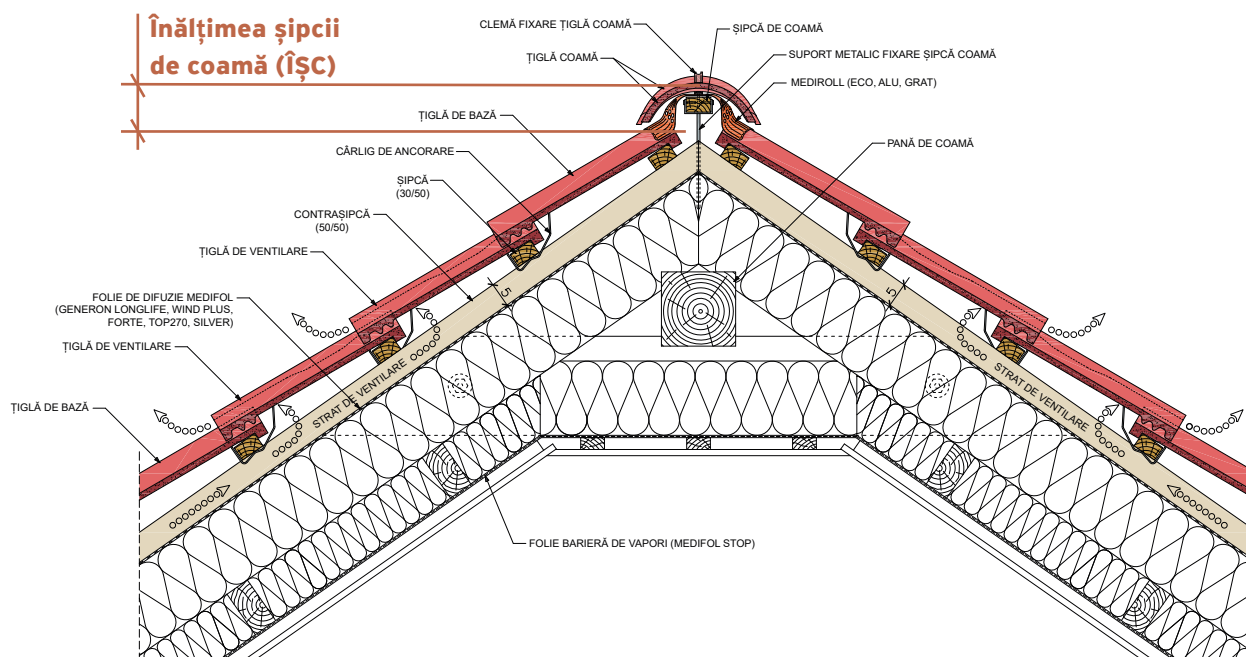 Înălțimea șipcii
de coamă (ÎȘC)
CLEMĂ FIXARE ȚIGLĂ COAMĂ
ȘIPCĂ DE COAMĂ
ȚIGLĂ COAMĂ
SUPORT METALIC FIXARE ȘIPCĂ COAMĂ
MEDIROLL (ECO, ALU, GRAT)
ȚIGLĂ DE BAZĂ
PANĂ DE COAMĂ
CÂRLIG DE ANCORARE
ȘIPCĂ
(30/50)
CONTRAȘIPCĂ
(50/50)
ȚIGLĂ DE VENTILARE
FOLIE DE DIFUZIE MEDIFOL
(GENERON LONGLIFE, WIND PLUS,
FORTE, TOP270, SILVER)
ȚIGLĂ DE VENTILARE
ȚIGLĂ DE BAZĂ
5
5
STRAT DE VENTILARE
STRAT DE VENTILARE
FOLIE BARIERĂ DE VAPORI (MEDIFOL STOP)